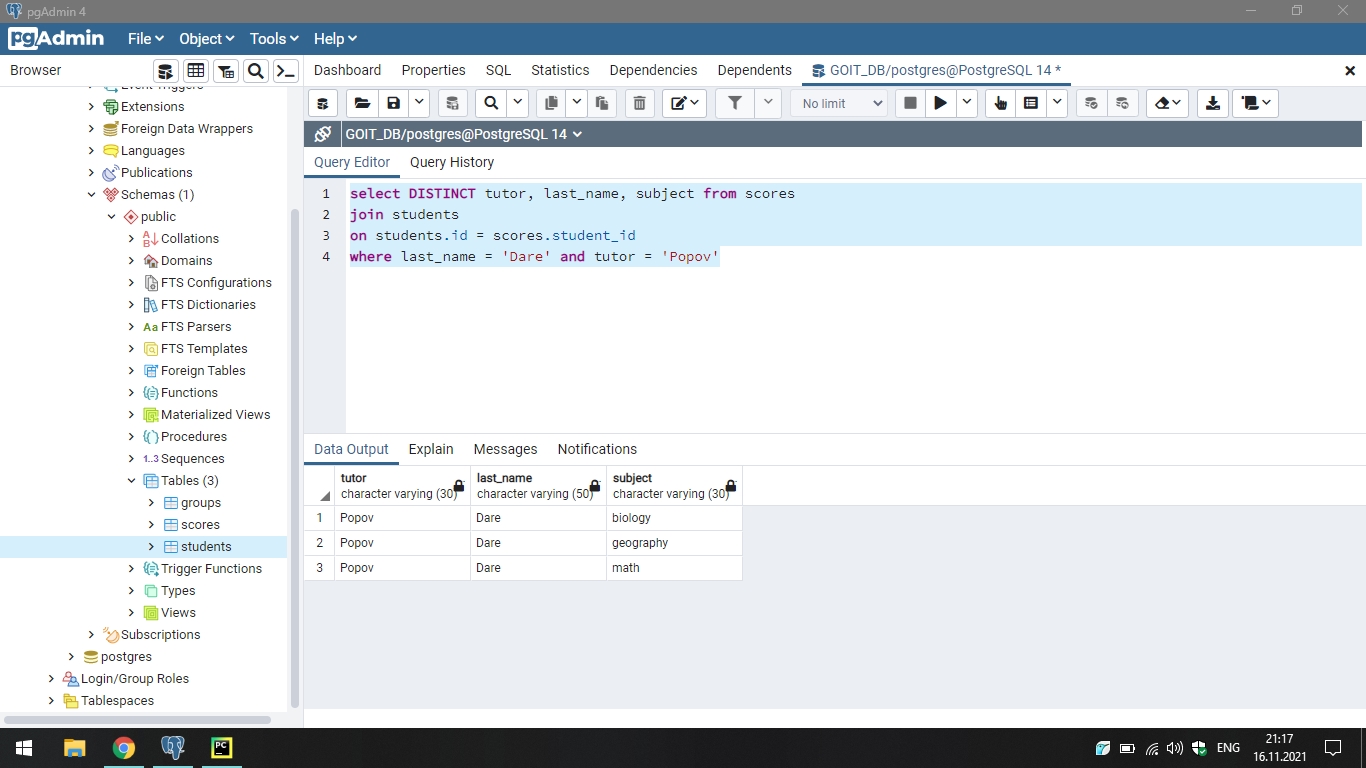 pgAdmin 4
pgAdmin File Object Tools Help
Browser
Dashboard Properties SQL Statistics Dependencies Dependents GOIT_DB/postgres@PostgreSQL 14 *
No limit
GOIT_DB/postgres@PostgreSQL 14
Query Editor Query History
Event Triggers
Extensions
Foreign Data Wrappers
Languages
Publications
Schemas (1)
public
Collations
Domains
FTS Configurations
FTS Dictionaries
Aa FTS Parsers
FTS Templates
Foreign Tables
Functions
Materialized Views
Procedures
1..3 Sequences
Tables (3)
groups
scores
students
Trigger Functions
Types
Views
Subscriptions
postgres
Login/Group Roles
Tablespaces
1 select DISTINCT tutor, last_name, subject from scores
2 join students
3 on students.id = scores.student_id
4 where last_name = 'Dare' and tutor = 'Popov'
Data Output Explain Messages Notifications
tutor last_name subject
character varying (30) character varying (50) character varying (30)
1 Popov Dare biology
2 Popov Dare geography
3 Popov Dare math
PC
ENG
21:17
16.11.2021